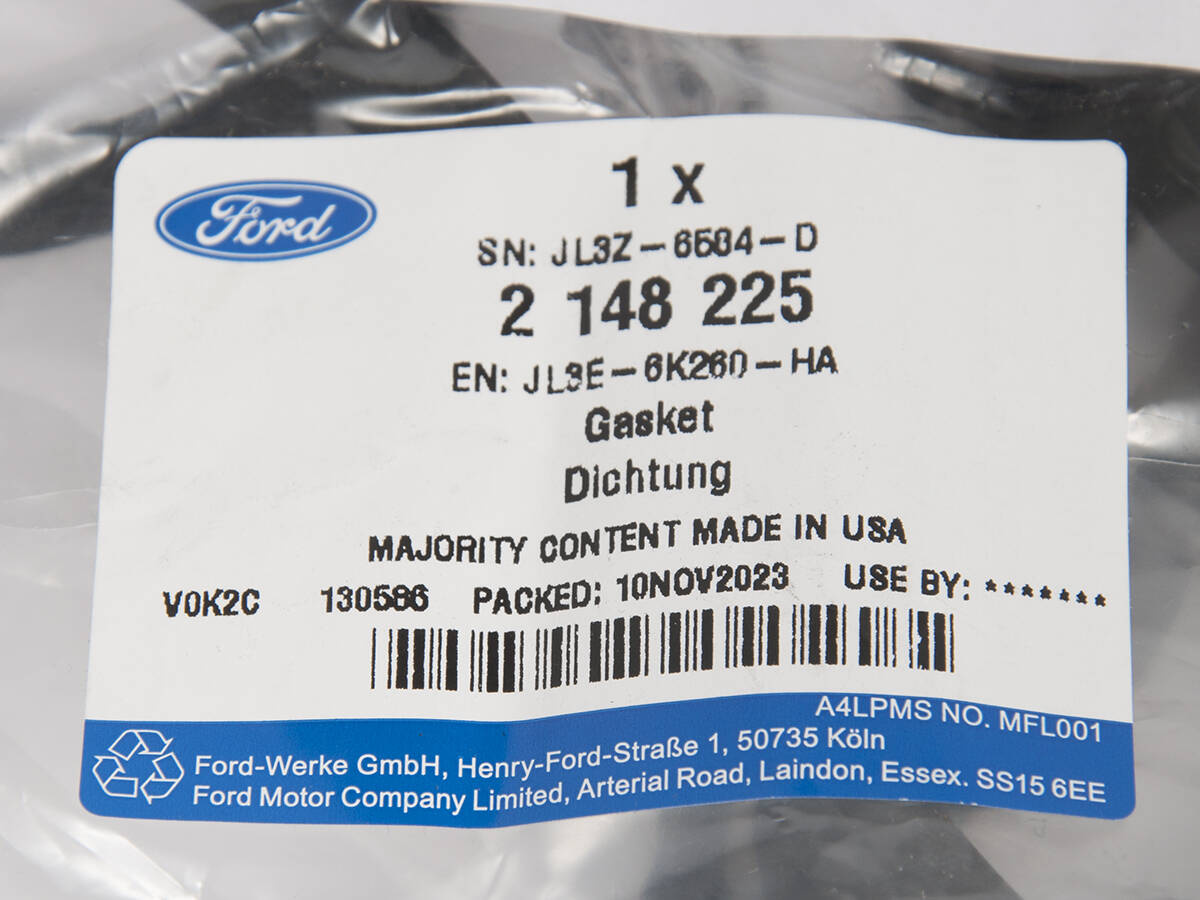 Ford
1 x
SN: JL3Z-6584-D
2 148 225
EN: JL3E-6K260-HA
Gasket
Dichtung
MAJORITY CONTENT MADE IN USA
V0K2C 130586 PACKED: 10NOV2023 USE BY: *******
A4LPMS NO. MFL001
Ford-Werke GmbH, Henry-Ford-Straße 1, 50735 Köln
Ford Motor Company Limited, Arterial Road, Laindon, Essex. SS15 6EE